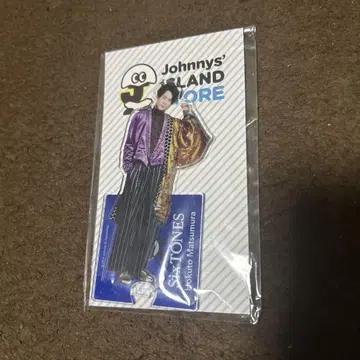 Johnnys'
ISLAND
STORE
SixTONES
Hokuto Matsumura